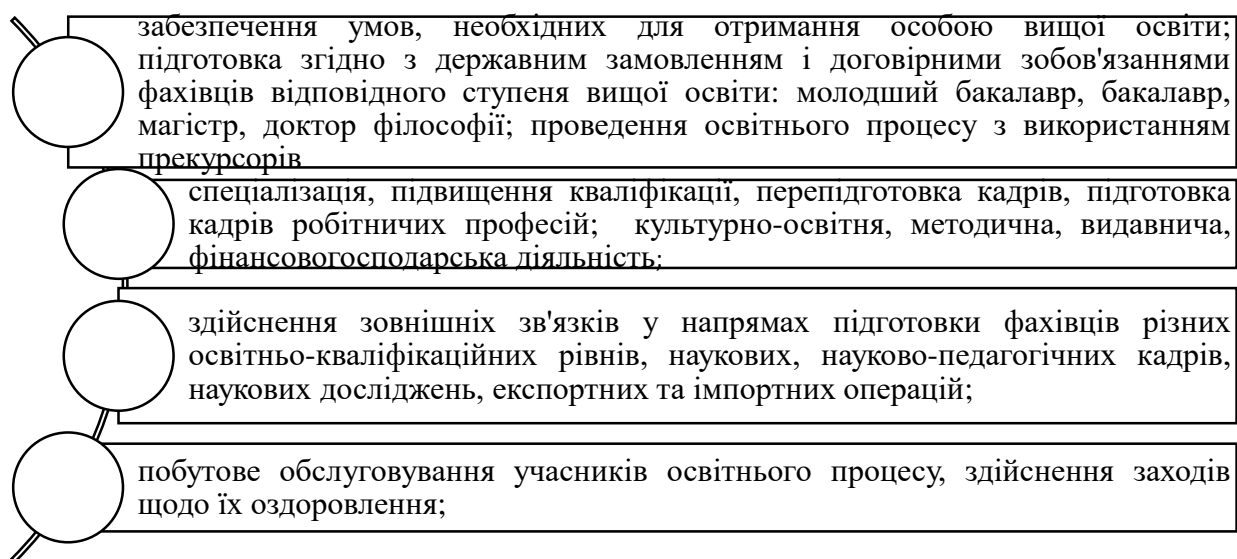 забезпечення умов, необхідних для отримання особою вищої освіти;
підготовка згідно з державним замовленням і договірними зобов'язаннями
фахівців відповідного ступеня вищої освіти: молодший бакалавр, бакалавр,
магістр, доктор філософії; проведення освітнього процесу з використанням
прекурсорів
спеціалізація, підвищення кваліфікації, перепідготовка кадрів, підготовка
кадрів робітничих професій; культурно-освітня, методична, видавнича,
фінансовогосподарська діяльність;
здійснення зовнішніх зв'язків у напрямах підготовки фахівців різних
освітньо-кваліфікаційних рівнів, наукових, науково-педагогічних кадрів,
наукових досліджень, експортних та імпортних операцій;
побутове обслуговування учасників освітнього процесу, здійснення заходів
щодо їх оздоровлення;